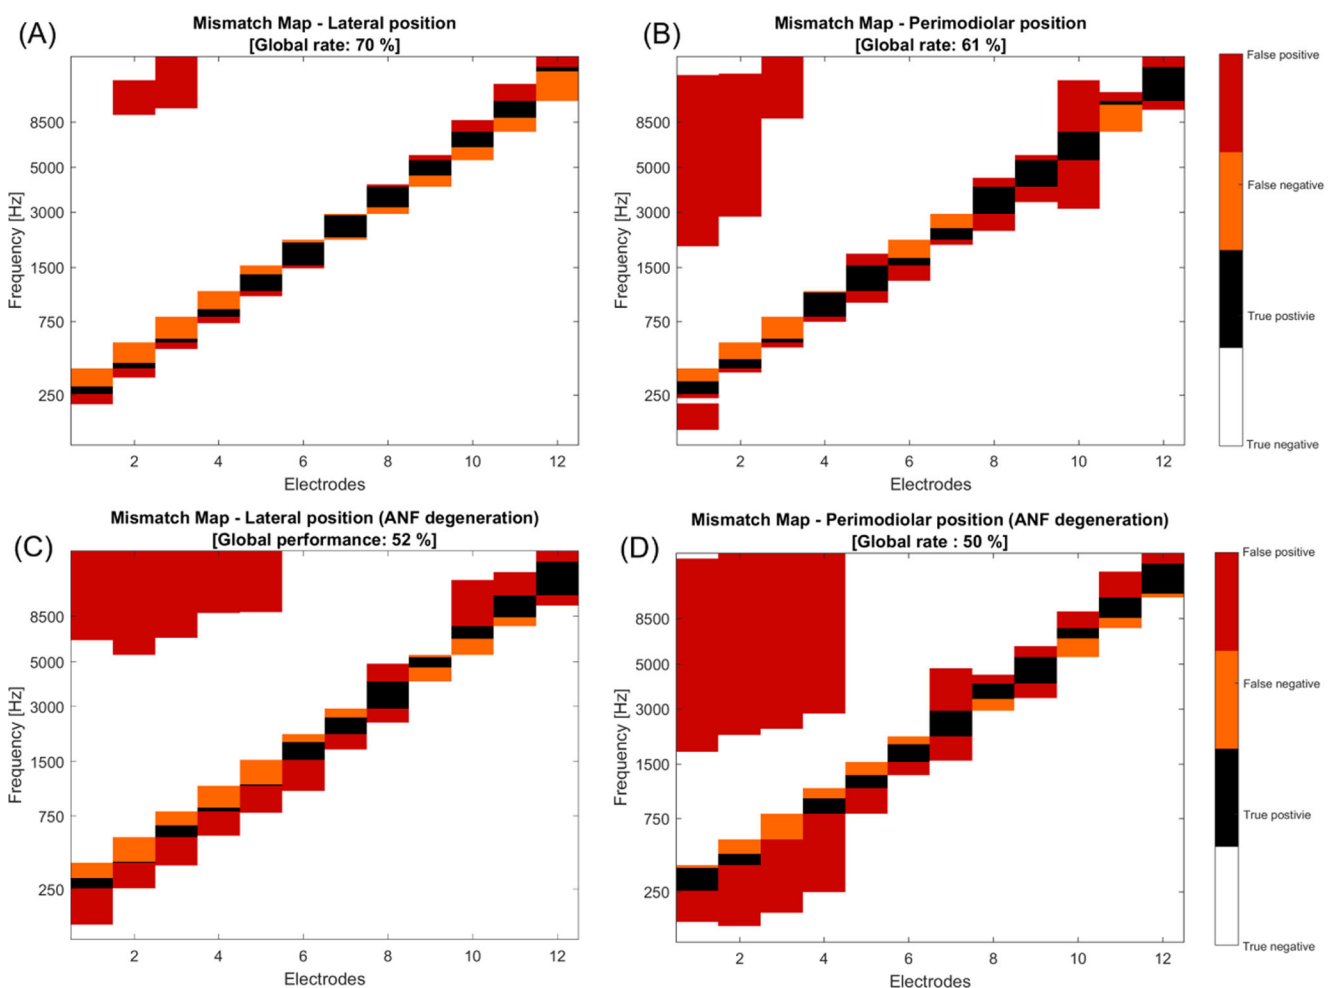 (A)
Mismatch Map - Lateral position
[Global rate: 70 %]
8500
5000
3000
1500
750
250
Frequency [Hz]
2 4 6 8 10 12
Electrodes
(B)
Mismatch Map - Perimodiolar position
[Global rate: 61 %]
8500
5000
3000
1500
750
250
Frequency [Hz]
2 4 6 8 10 12
Electrodes
False positive
False negative
True postivie
True negative
(C)
Mismatch Map - Lateral position (ANF degeneration)
[Global performance: 52 %]
8500
5000
3000
1500
750
250
Frequency [Hz]
2 4 6 8 10 12
Electrodes
(D)
Mismatch Map - Perimodiolar position (ANF degeneration)
[Global rate : 50 %]
8500
5000
3000
1500
750
250
Frequency [Hz]
2 4 6 8 10 12
Electrodes
False positive
False negative
True postivie
True negative